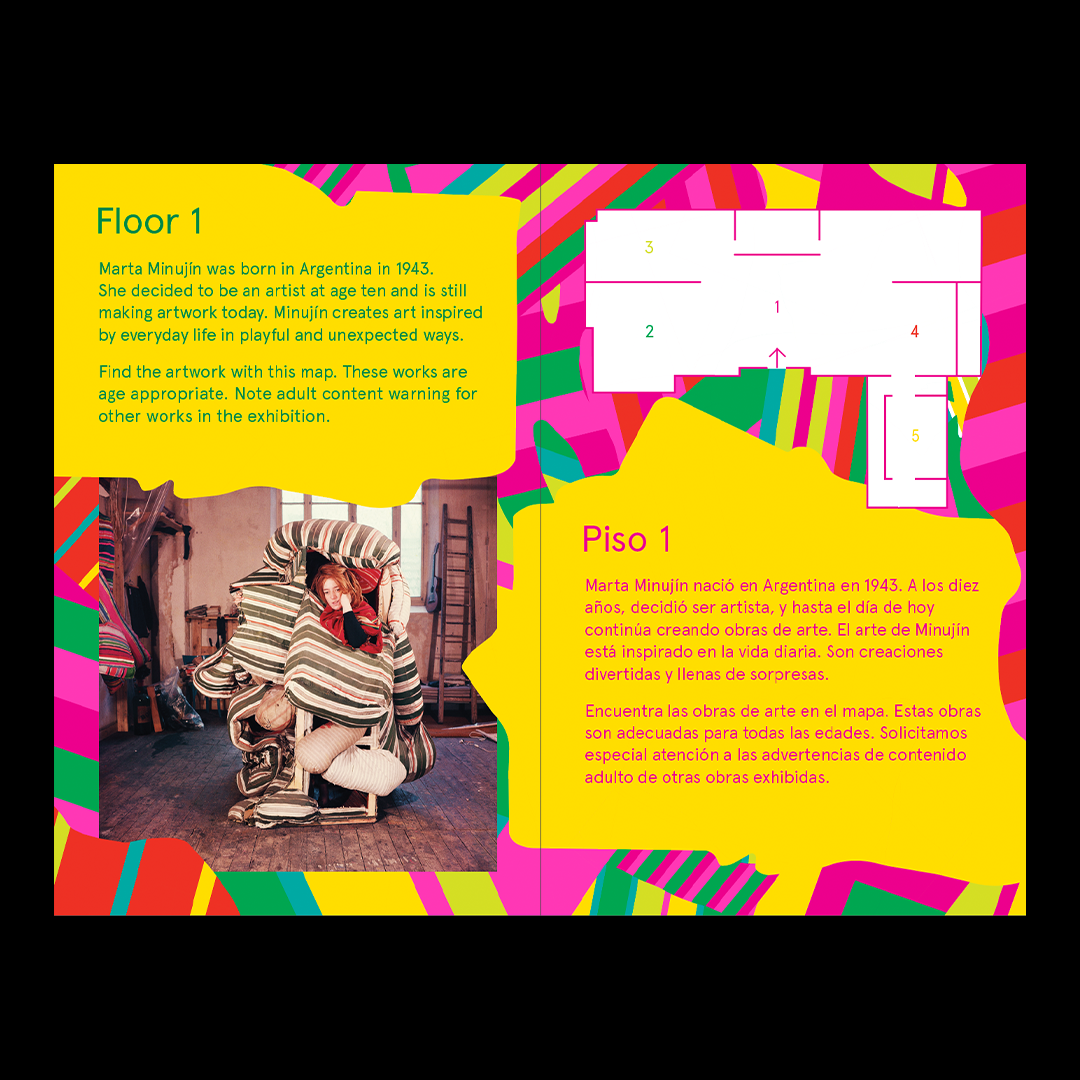 Floor 1
Marta Minujín was born in Argentina in 1943.
She decided to be an artist at age ten and is still
making artwork today. Minujín creates art inspired
by everyday life in playful and unexpected ways.
Find the artwork with this map. These works are
age appropriate. Note adult content warning for
other works in the exhibition.
3
1
2
4
5
Piso 1
Marta Minujín nació en Argentina en 1943. A los diez
años, decidió ser artista, y hasta el día de hoy
continúa creando obras de arte. El arte de Minujín
está inspirado en la vida diaria. Son creaciones
divertidas y llenas de sorpresas.
Encuentra las obras de arte en el mapa. Estas obras
son adecuadas para todas las edades. Solicitamos
especial atención a las advertencias de contenido
adulto de otras obras exhibidas.